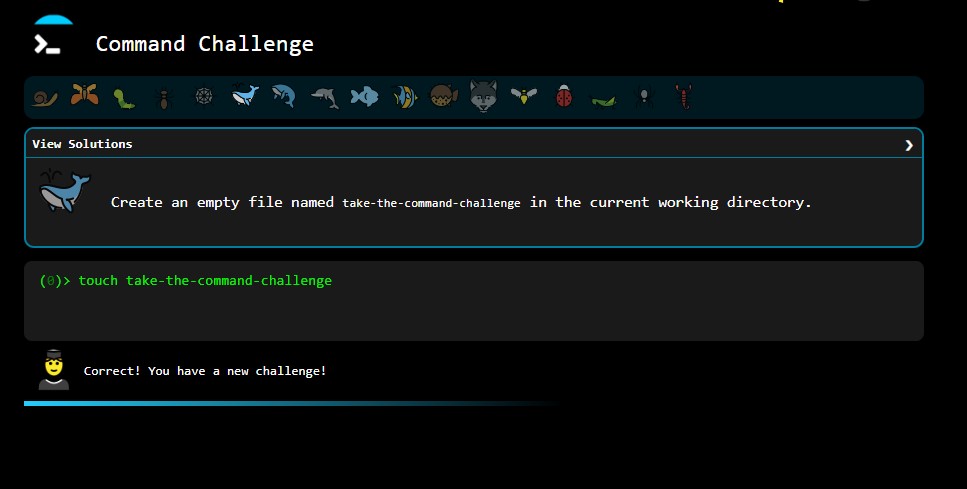 Command Challenge
View Solutions
Create an empty file named take-the-command-challenge in the current working directory.
(0)> touch take-the-command-challenge
Correct! You have a new challenge!